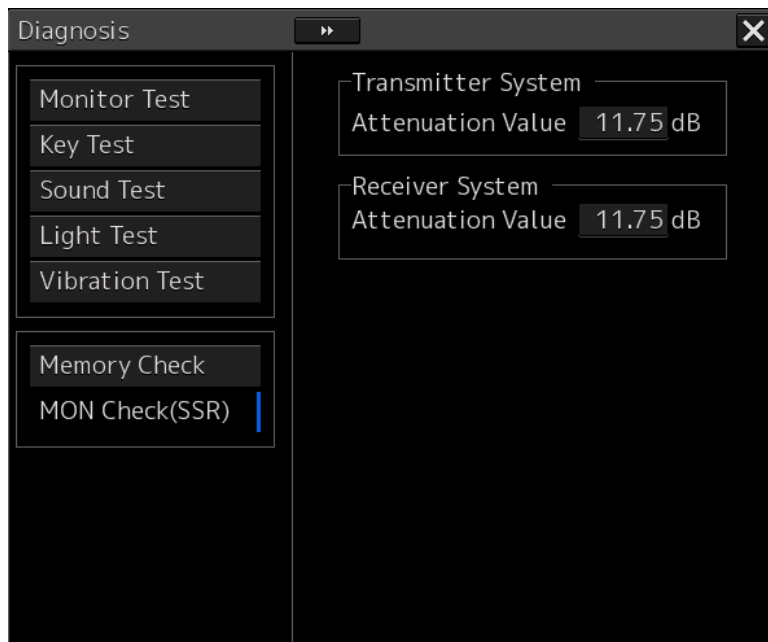 Diagnosis
Monitor Test
Key Test
Sound Test
Light Test
Vibration Test
Memory Check
MON Check(SSR)
Transmitter System
Attenuation Value 11.75 dB
Receiver System
Attenuation Value 11.75 dB